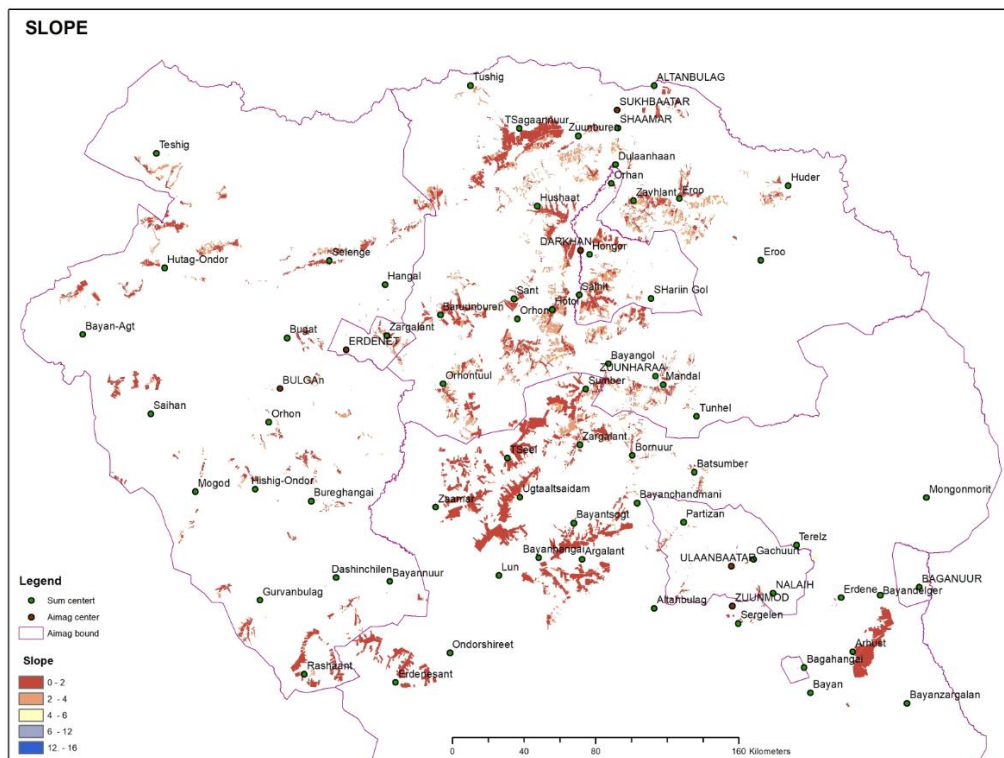 SLOPE
Tushig
ALTANBULAG
SUKHBAATAR
TSagaannuur
SHAAMAR
Zuunburen
Teshig
Dulaanhaan
Orhan
Huder
Zavhlant
Eroo
Hushaat
DARKHAN
Hongor
Eroo
Selenge
Hutag-Ondor
Hangal
Sant
Saihit
SHariin Gol
Baruunburen
Hotol
Orhon
Bayan-Agt
Bugat
Zargalant
ERDENET
Bayangol
ZUUNHARAA
Mandal
Orhontuul
Sumber
BULGAn
Saihan
Orhon
Tunhel
Zargalant
Bornuur
TSeel
Batsumber
Mogod
Hishig-Ondor
Ugtaaltsaidam
Mongonmorit
Bureghangai
Zaamar
Bayanchandmani
Bayantsogt
Partizan
Terelz
Bayanhangai
Argalant
ULAANBAATAR
Gachuurt
Lun
Dashinchilen
Bayannuur
BAGANUUR
NALAIH
Erdene
Bayandelger
Gurvanbulag
Altanbulag
ZUUNMOD
Sergelen
Ondorshireet
Arhust
Rashaant
Erdenesant
Bagahangai
Bayan
Bayanzargalan
Legend
Sum centert
Aimag center
Aimag bound
Slope
0 - 2
2 - 4
4 - 6
6 - 12
12. - 16
0 40 80 160 Kilometers